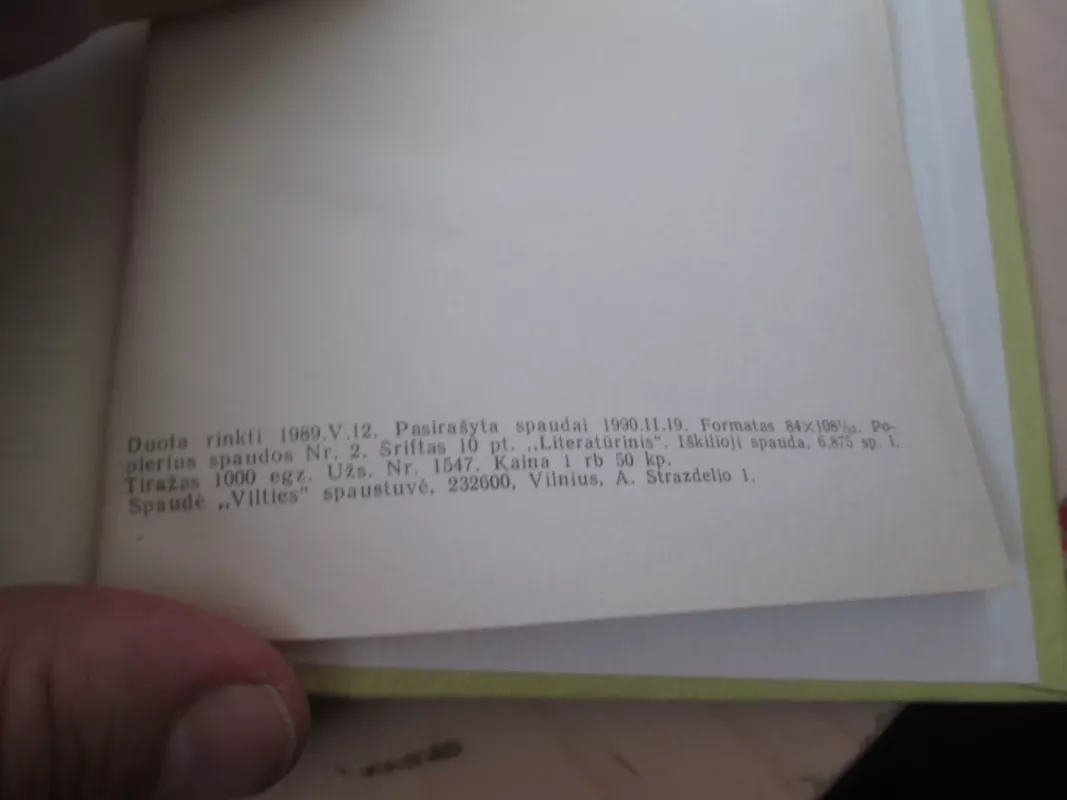 Duota rinkti 1989.V.12. Pasirašyta spaudai 1990.II.19. Formatas 84×108¹/₃₂. Po-
pierius spaudos Nr. 2. Šriftas 10 pt. „Literatūrinis“. Iškilioji spauda. 6,875 sp. l.
Tiražas 1000 egz. Užs. Nr. 1547. Kaina 1 rb 50 kp.
Spaudė „Vilties“ spaustuvė, 232600, Vilnius, A. Strazdelio 1.